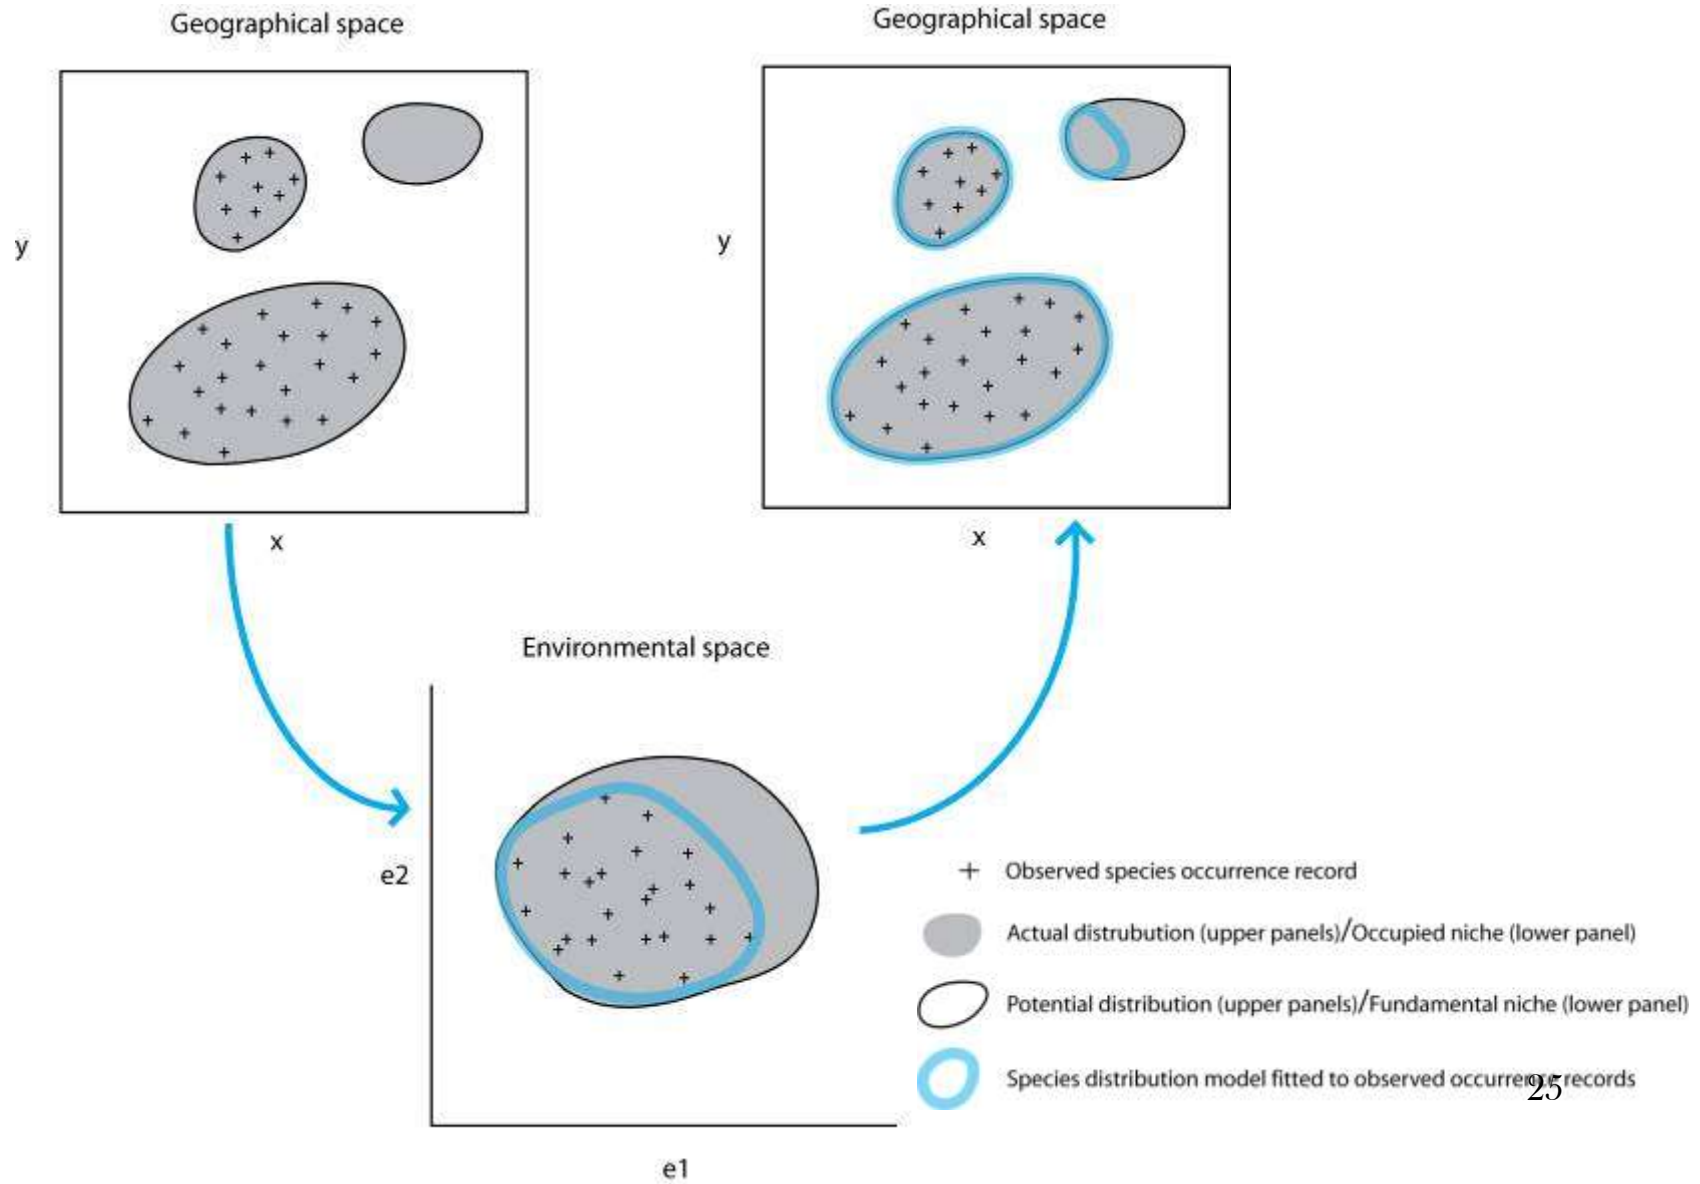 Geographical space
Geographical space
y
y
x
x
Environmental space
e2
e1
+ Observed species occurrence record
Actual distrubution (upper panels)/Occupied niche (lower panel)
Potential distribution (upper panels)/Fundamental niche (lower panel)
Species distribution model fitted to observed occurrence records
25